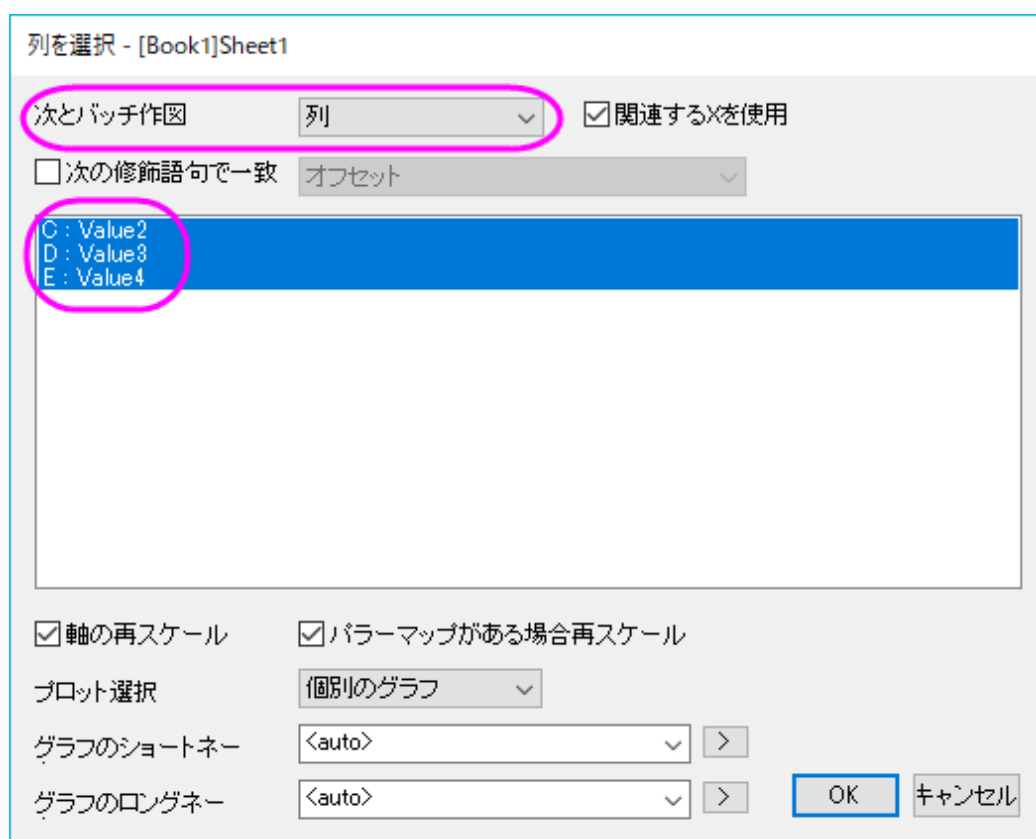 列を選択 - [Book1]Sheet1
次とバッチ作図 列 関連するXを使用
次の修飾語句で一致 オフセット
C : Value2
D : Value3
E : Value4
軸の再スケール パラーマップがある場合再スケール
プロット選択 個別のグラフ
グラフのショートネー <auto> >
グラフのロングネー <auto> > OK キャンセル